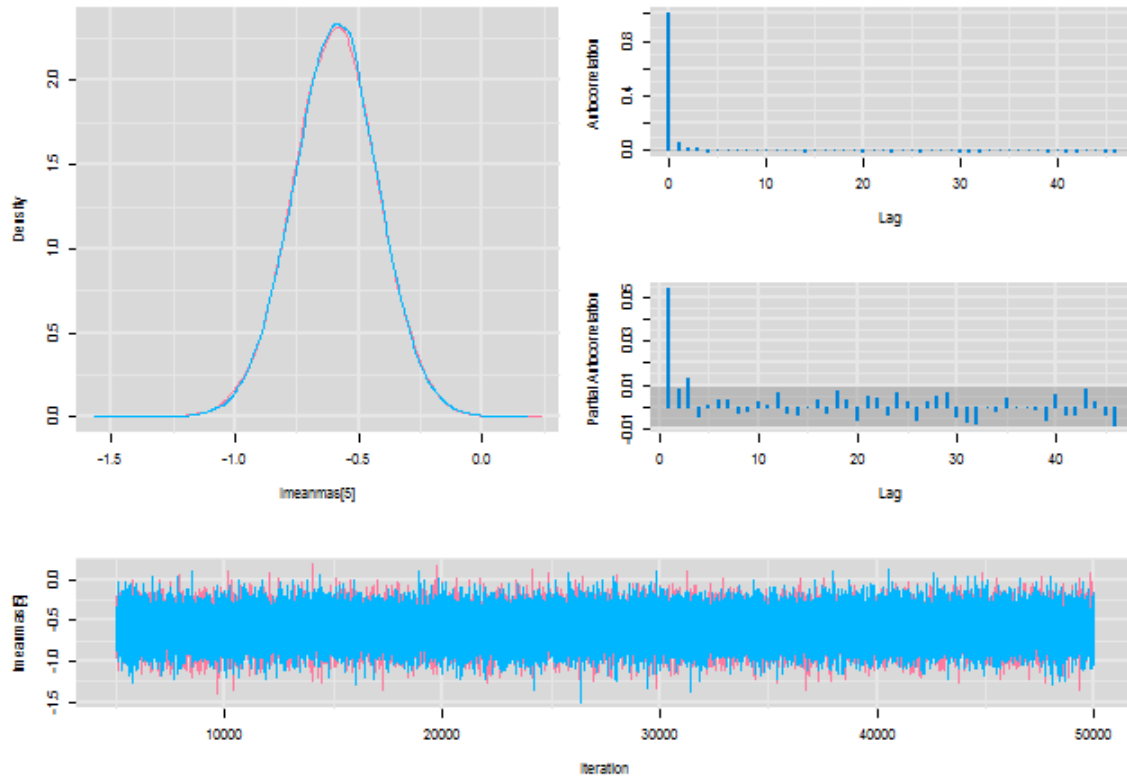 Density
0.0 0.5 1.0 1.5 2.0
-1.5 -1.0 -0.5 0.0
lmeanmas[5]
Autocorrelation
0.0 0.4 0.8
0 10 20 30 40
Lag
Partial Autocorrelation
-0.01 0.01 0.03 0.05
0 10 20 30 40
Lag
lmeanmas[5]
-1.5 -1.0 -0.5 0.0
10000 20000 30000 40000 50000
Iteration